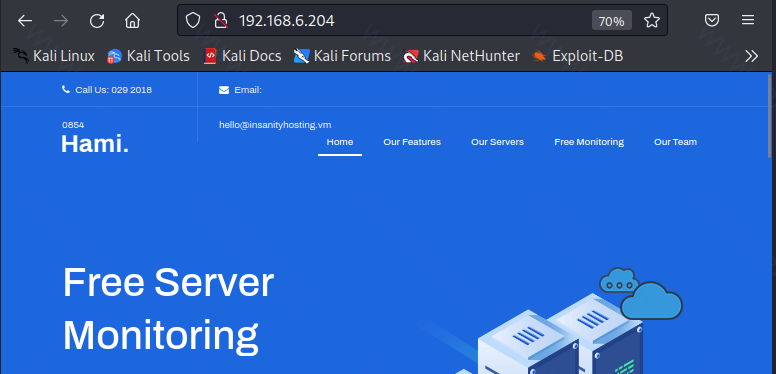 192.168.6.204
70%
Kali Linux Kali Tools Kali Docs Kali Forums Kali NetHunter Exploit-DB
Call Us: 029 2018 Email:
0854 hello@insanityhosting.vm
Hami. Home Our Features Our Servers Free Monitoring Our Team
Free Server
Monitoring